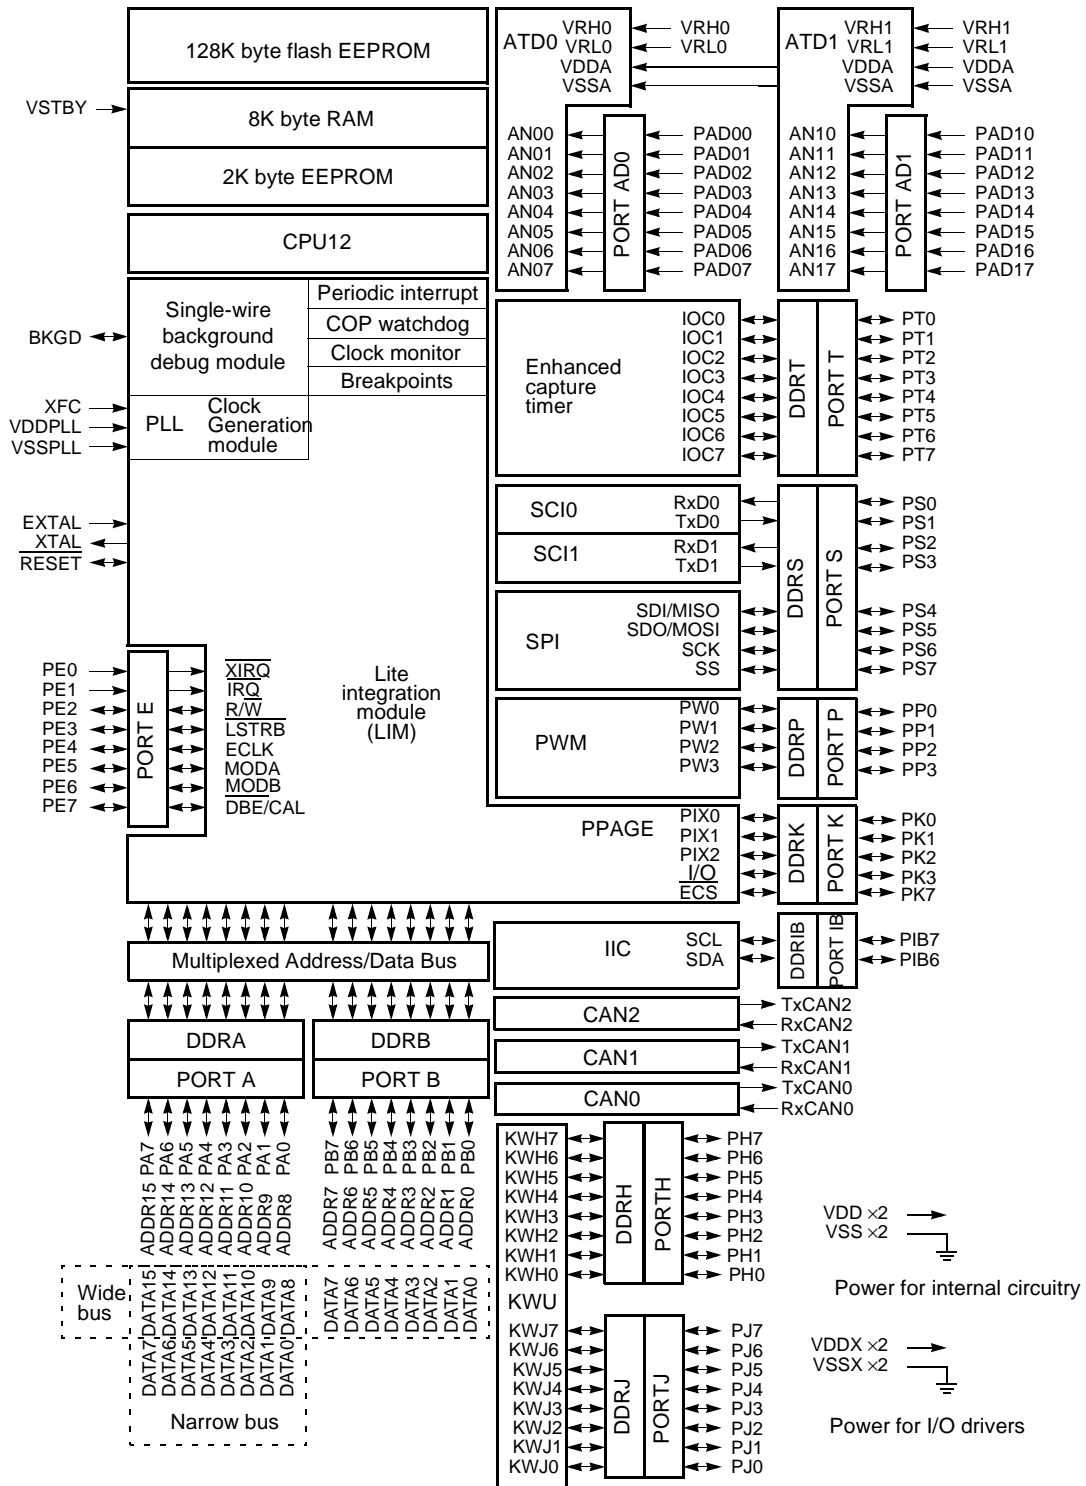 128K byte flash EEPROM
VSTBY
8K byte RAM
2K byte EEPROM
CPU12
Single-wire
background
debug module
Periodic interrupt
COP watchdog
Clock monitor
Breakpoints
BKGD
XFC
VDDPLL
VSSPLL
PLL
Clock
Generation
module
EXTAL
XTAL
RESET
PE0
PE1
PE2
PE3
PE4
PE5
PE6
PE7
PORT E
XIRQ
IRQ
R/W
LSTRB
ECLK
MODA
MODB
DBE/CAL
Lite
integration
module
(LIM)
PPAGE
PIX0
PIX1
PIX2
I/O
ECS
DDRK
PORT K
PK0
PK1
PK2
PK3
PK7
ATD0
VRH0
VRL0
VDDA
VSSA
VRH0
VRL0
AN00
AN01
AN02
AN03
AN04
AN05
AN06
AN07
PORT AD0
PAD00
PAD01
PAD02
PAD03
PAD04
PAD05
PAD06
PAD07
ATD1
VRH1
VRL1
VDDA
VSSA
VRH1
VRL1
VDDA
VSSA
AN10
AN11
AN12
AN13
AN14
AN15
AN16
AN17
PORT AD1
PAD10
PAD11
PAD12
PAD13
PAD14
PAD15
PAD16
PAD17
Enhanced
capture
timer
IOC0
IOC1
IOC2
IOC3
IOC4
IOC5
IOC6
IOC7
DDRT
PORT T
PT0
PT1
PT2
PT3
PT4
PT5
PT6
PT7
SCI0
RxD0
TxD0
SCI1
RxD1
TxD1
SPI
SDI/MISO
SDO/MOSI
SCK
SS
DDRS
PORT S
PS0
PS1
PS2
PS3
PS4
PS5
PS6
PS7
PWM
PW0
PW1
PW2
PW3
DDRP
PORT P
PP0
PP1
PP2
PP3
IIC
SCL
SDA
DDRIB
PORT IB
PIB7
PIB6
CAN2
TxCAN2
RxCAN2
CAN1
TxCAN1
RxCAN1
CAN0
TxCAN0
RxCAN0
Multiplexed Address/Data Bus
DDRA
PORT A
DDRB
PORT B
PA7
PA6
PA5
PA4
PA3
PA2
PA1
PA0
PB7
PB6
PB5
PB4
PB3
PB2
PB1
PB0
ADDR15
ADDR14
ADDR13
ADDR12
ADDR11
ADDR10
ADDR9
ADDR8
ADDR7
ADDR6
ADDR5
ADDR4
ADDR3
ADDR2
ADDR1
ADDR0
Wide
bus
DATA15
DATA14
DATA13
DATA12
DATA11
DATA10
DATA9
DATA8
DATA7
DATA6
DATA5
DATA4
DATA3
DATA2
DATA1
DATA0
DATA7
DATA6
DATA5
DATA4
DATA3
DATA2
DATA1
DATA0
Narrow bus
KWH7
KWH6
KWH5
KWH4
KWH3
KWH2
KWH1
KWH0
DDRH
PORTH
PH7
PH6
PH5
PH4
PH3
PH2
PH1
PH0
KWU
KWJ7
KWJ6
KWJ5
KWJ4
KWJ3
KWJ2
KWJ1
KWJ0
DDRJ
PORTJ
PJ7
PJ6
PJ5
PJ4
PJ3
PJ2
PJ1
PJ0
VDD ×2
VSS ×2
Power for internal circuitry
VDDX ×2
VSSX ×2
Power for I/O drivers